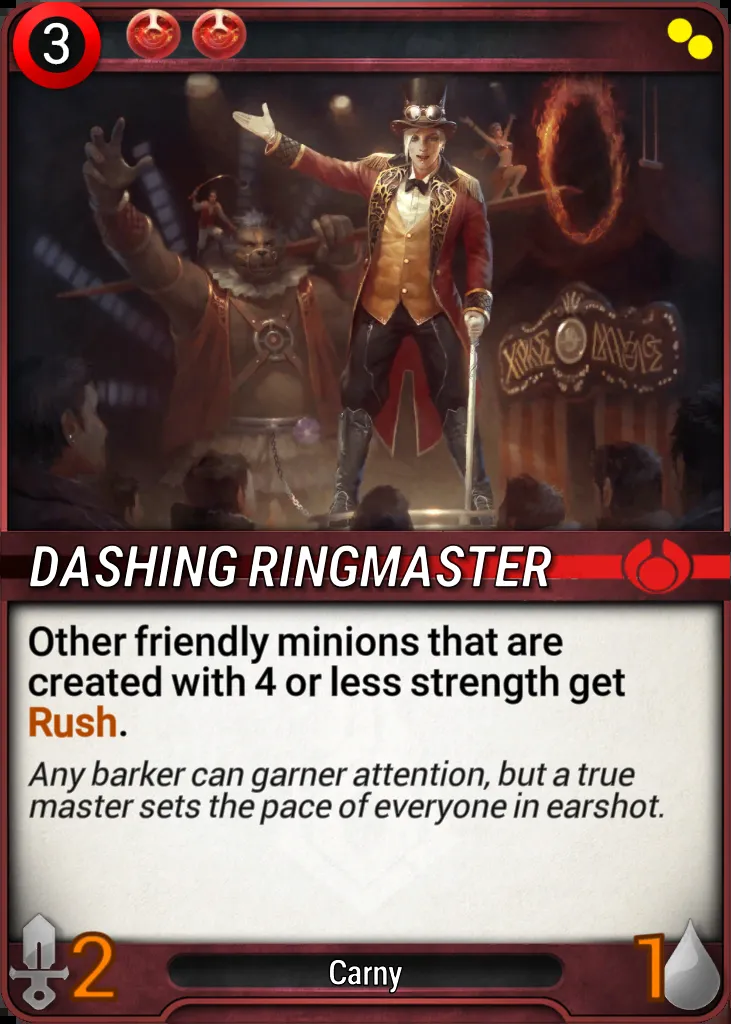 3
DASHING RINGMASTER
Other friendly minions that are
created with 4 or less strength get
Rush.
Any barker can garner attention, but a true
master sets the pace of everyone in earshot.
2
Carny
1